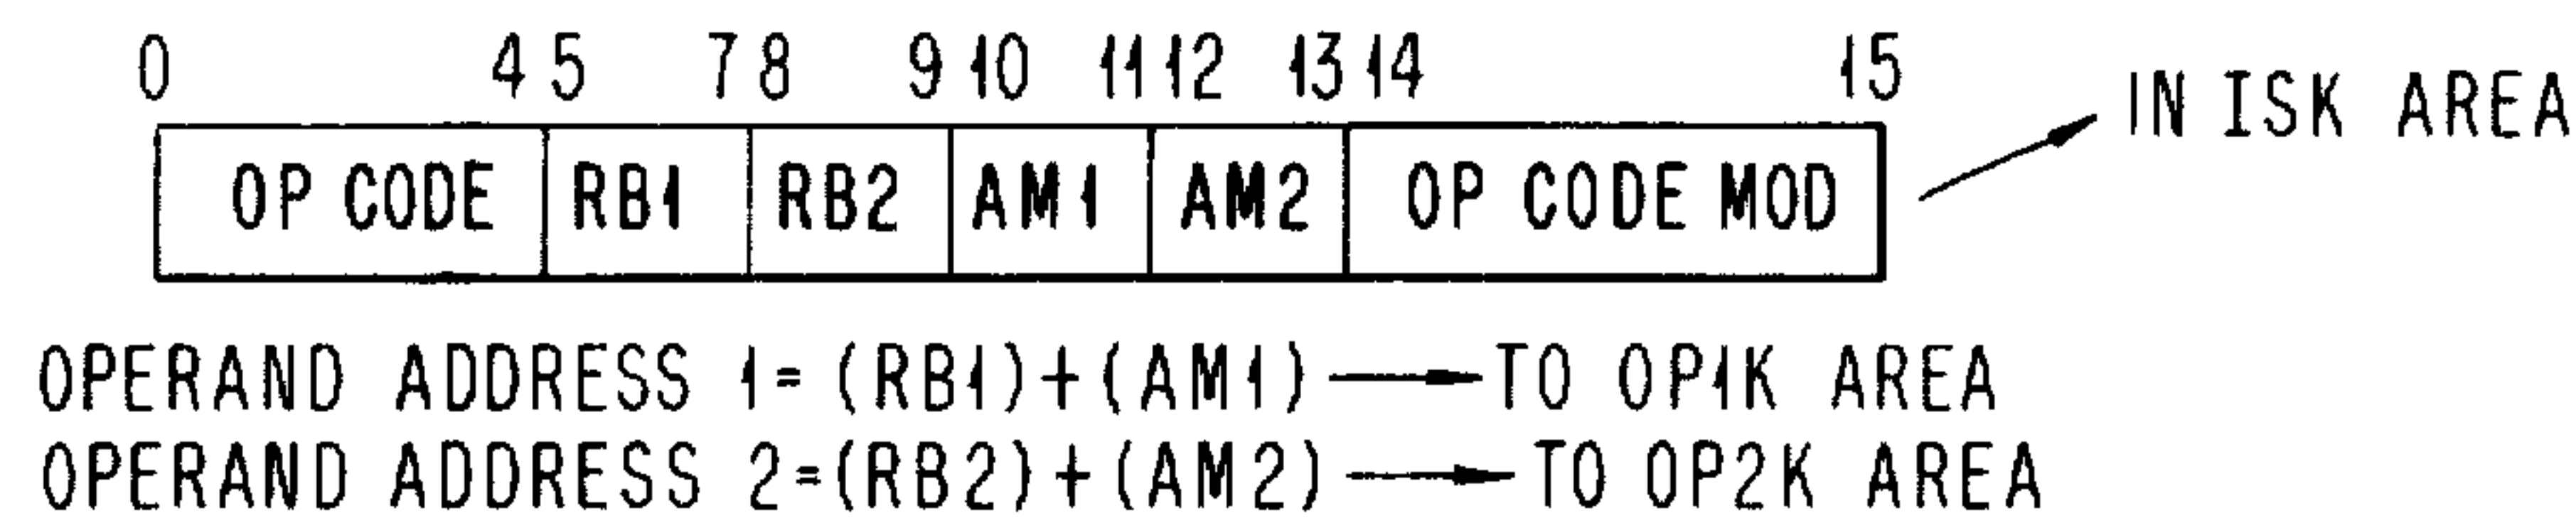 0 4 5 7 8 9 10 11 12 13 14 15
IN ISK AREA
OP CODE RB1 RB2 AM1 AM2 OP CODE MOD
OPERAND ADDRESS 1=(RB1)+(AM1)→TO OP1K AREA
OPERAND ADDRESS 2=(RB2)+(AM2)→TO OP2K AREA